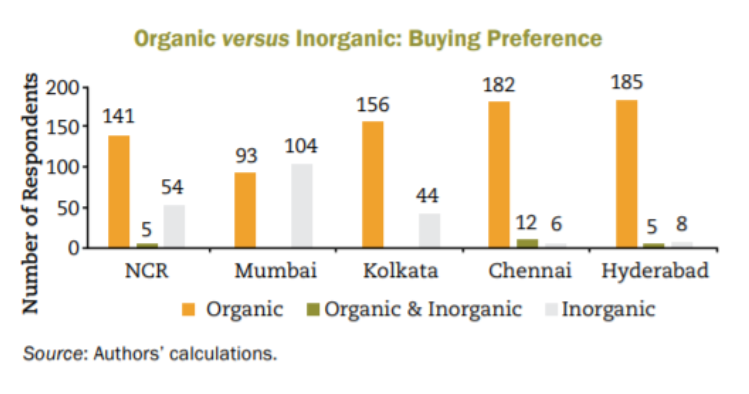 Organic versus Inorganic: Buying Preference
Number of Respondents
200
150
100
50
0
141
5
54
93
104
156
44
182
12
6
185
5
8
NCR
Mumbai
Kolkata
Chennai
Hyderabad
Organic
Organic & Inorganic
Inorganic
Source: Authors’ calculations.